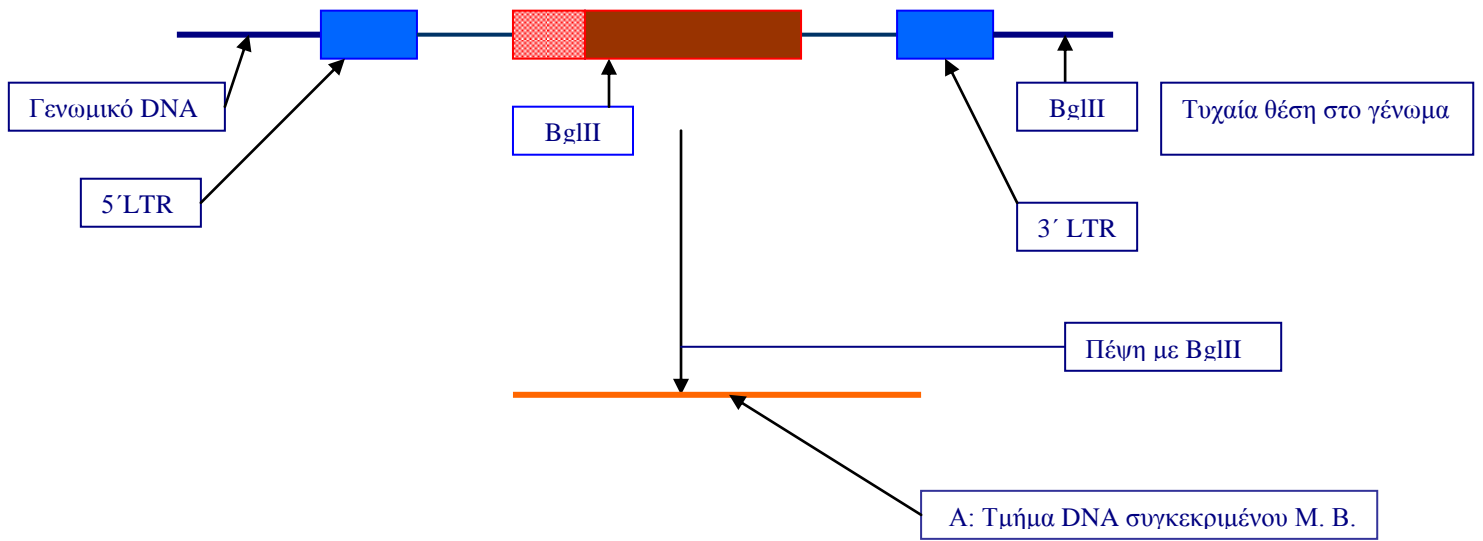 Γενωμικό DNA
BglII
BglII
Τυχαία θέση στο γένωμα
5΄LTR
3΄ LTR
Πέψη με BglII
Α: Τμήμα DNA συγκεκριμένου Μ. Β.